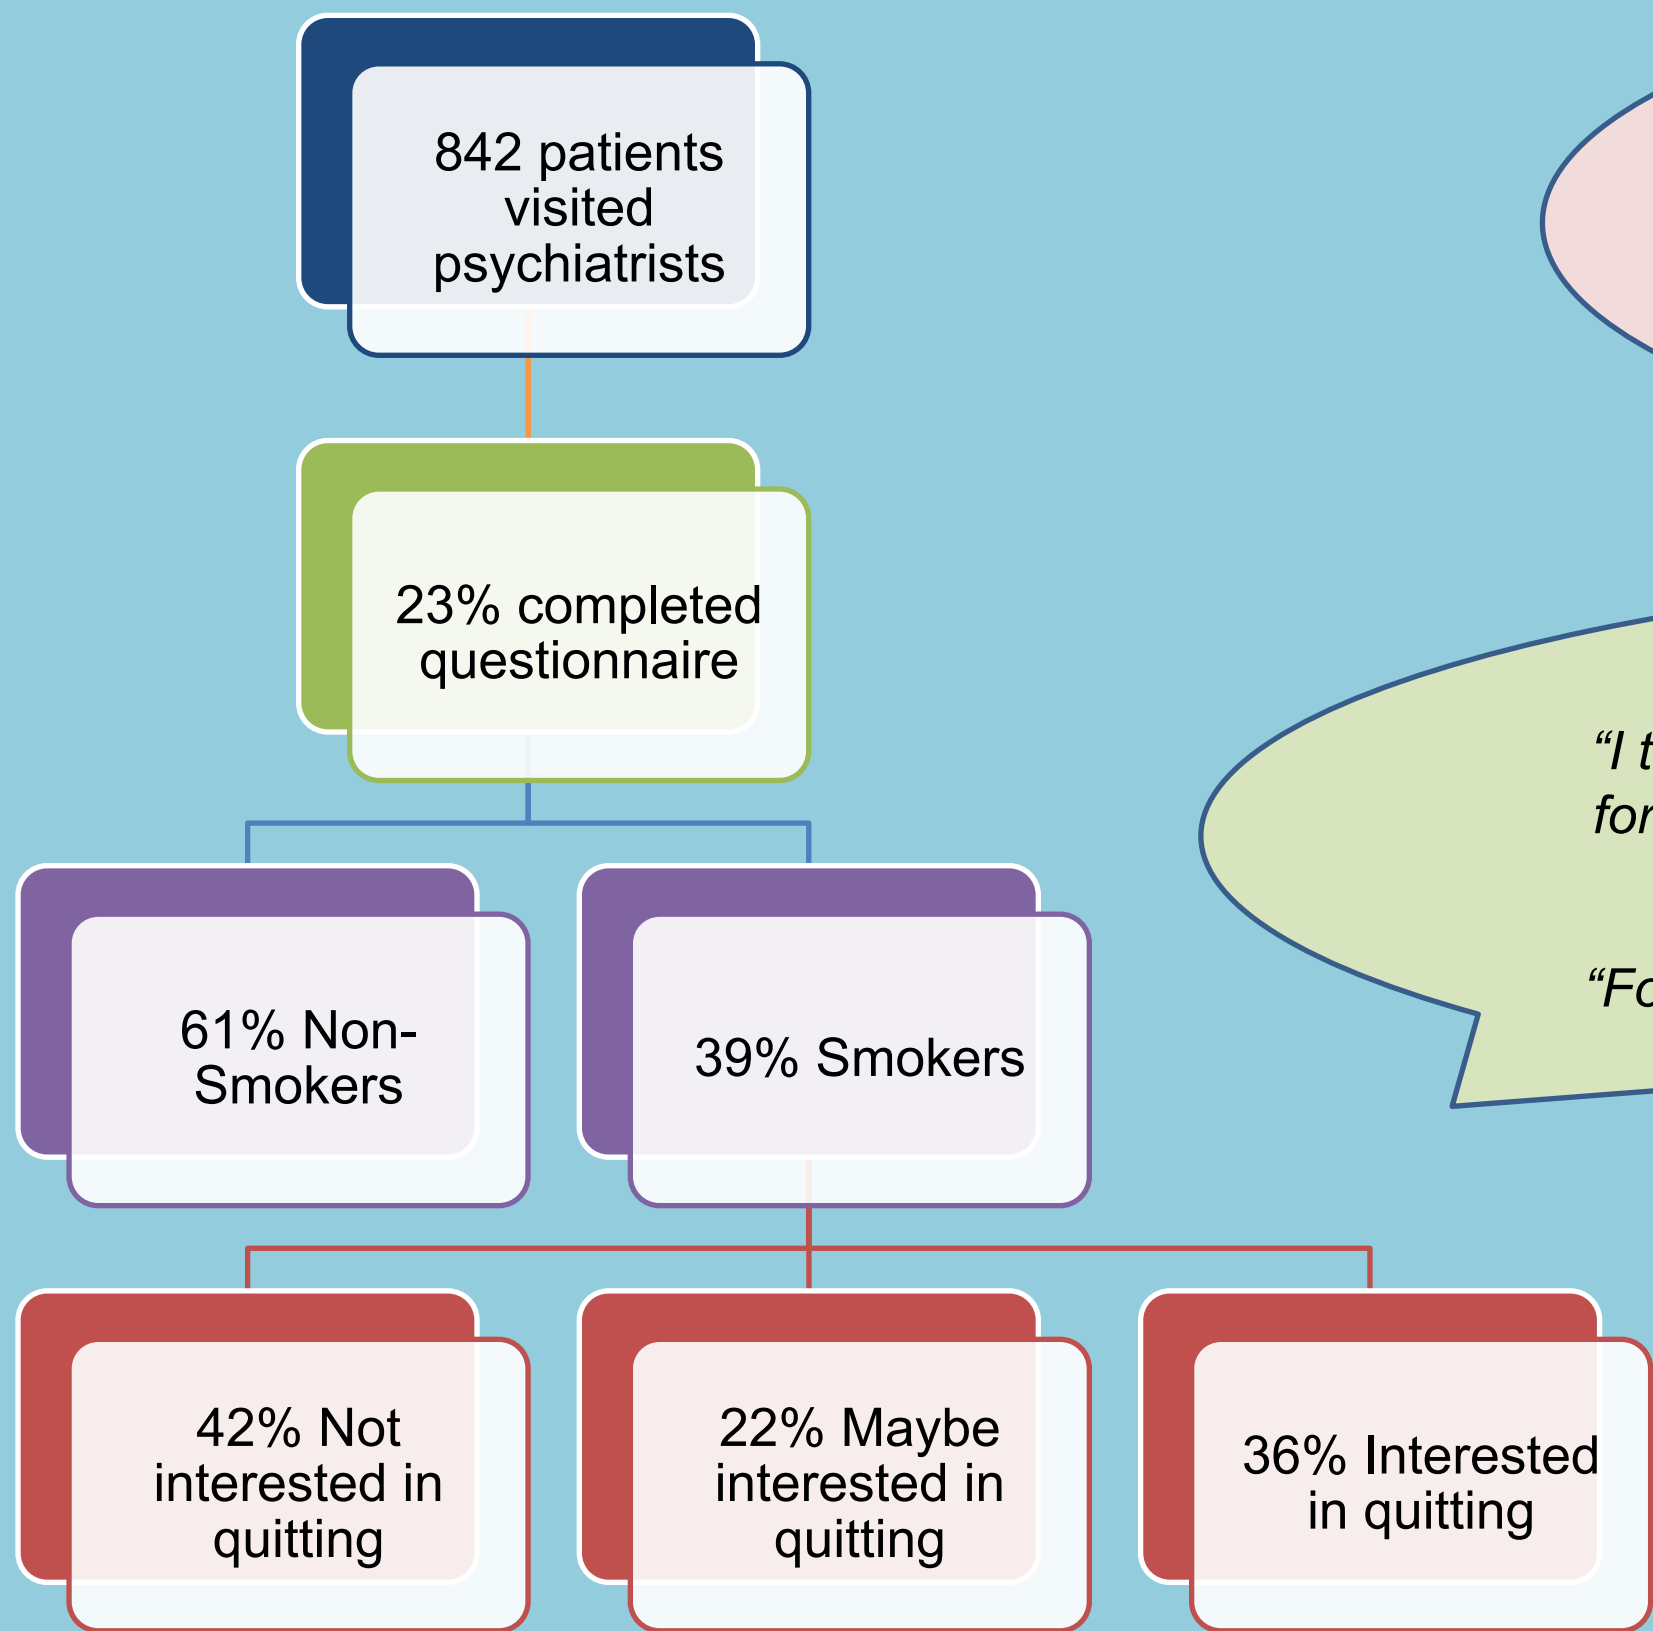 842 patients
visited
psychiatrists
23% completed
questionnaire
61% Non-
Smokers
39% Smokers
42% Not
interested in
quitting
22% Maybe
interested in
quitting
36% Interested
in quitting
“I